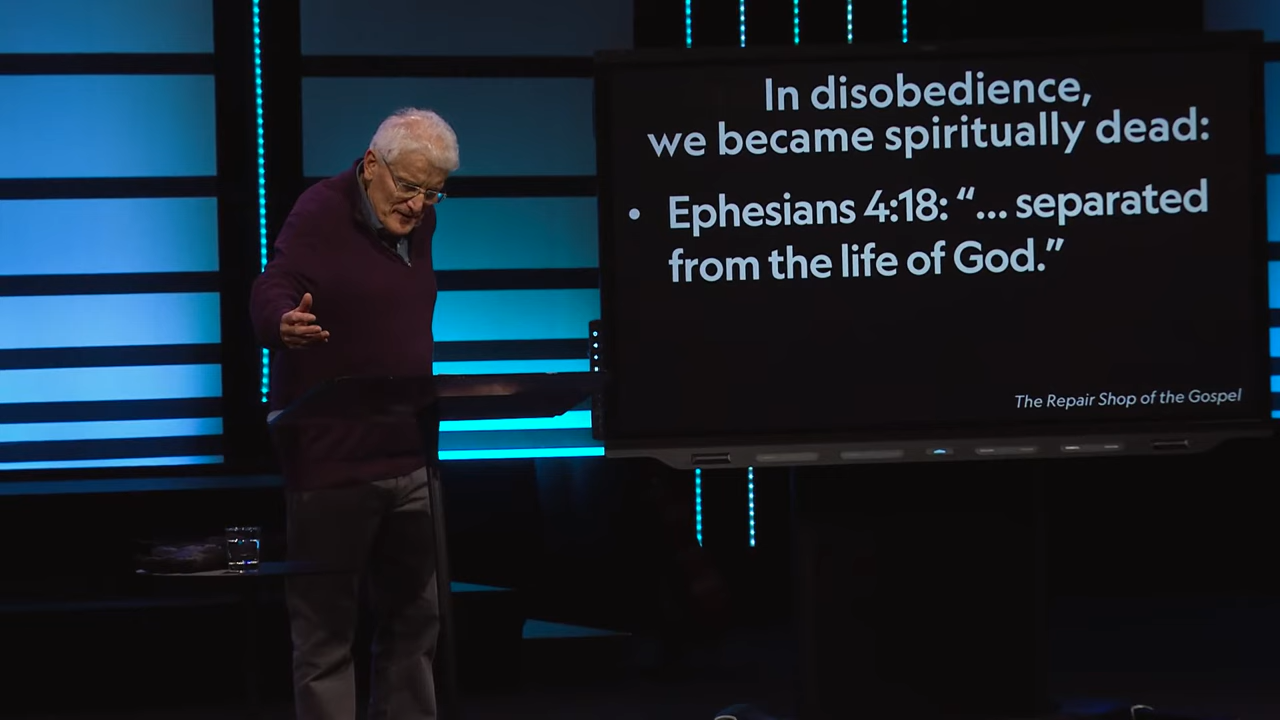 In disobedience,
we became spiritually dead:
• Ephesians 4:18: “... separated
from the life of God.”
The Repair Shop of the Gospel